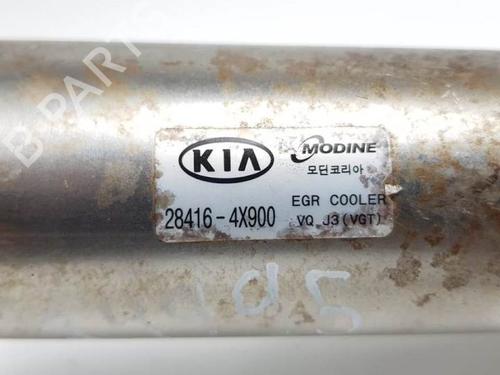 KIA
MODINE
모딘코리아
28416-4X900
EGR COOLER
VQ J3(VGT)
B-PARTS